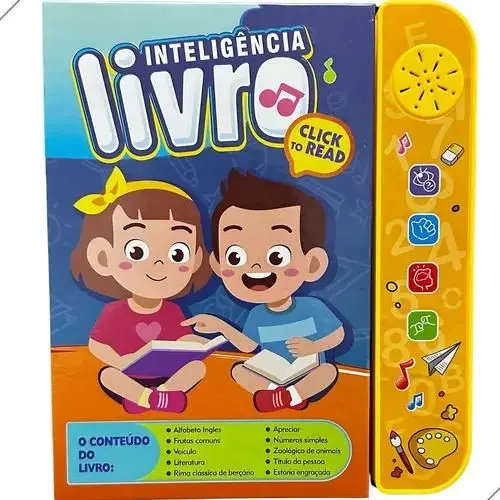 INTELIGÊNCIA
livro
CLICK
TO READ
O CONTEÚDO
DO
LIVRO:
• Alfabeto Ingles
• Frutas comuns
• Veículo
• Literatura
• Rima clássica de berçário
• Apreciar
• Números simples
• Zoológico de animais
• Título da pessoa
• Estória engraçada